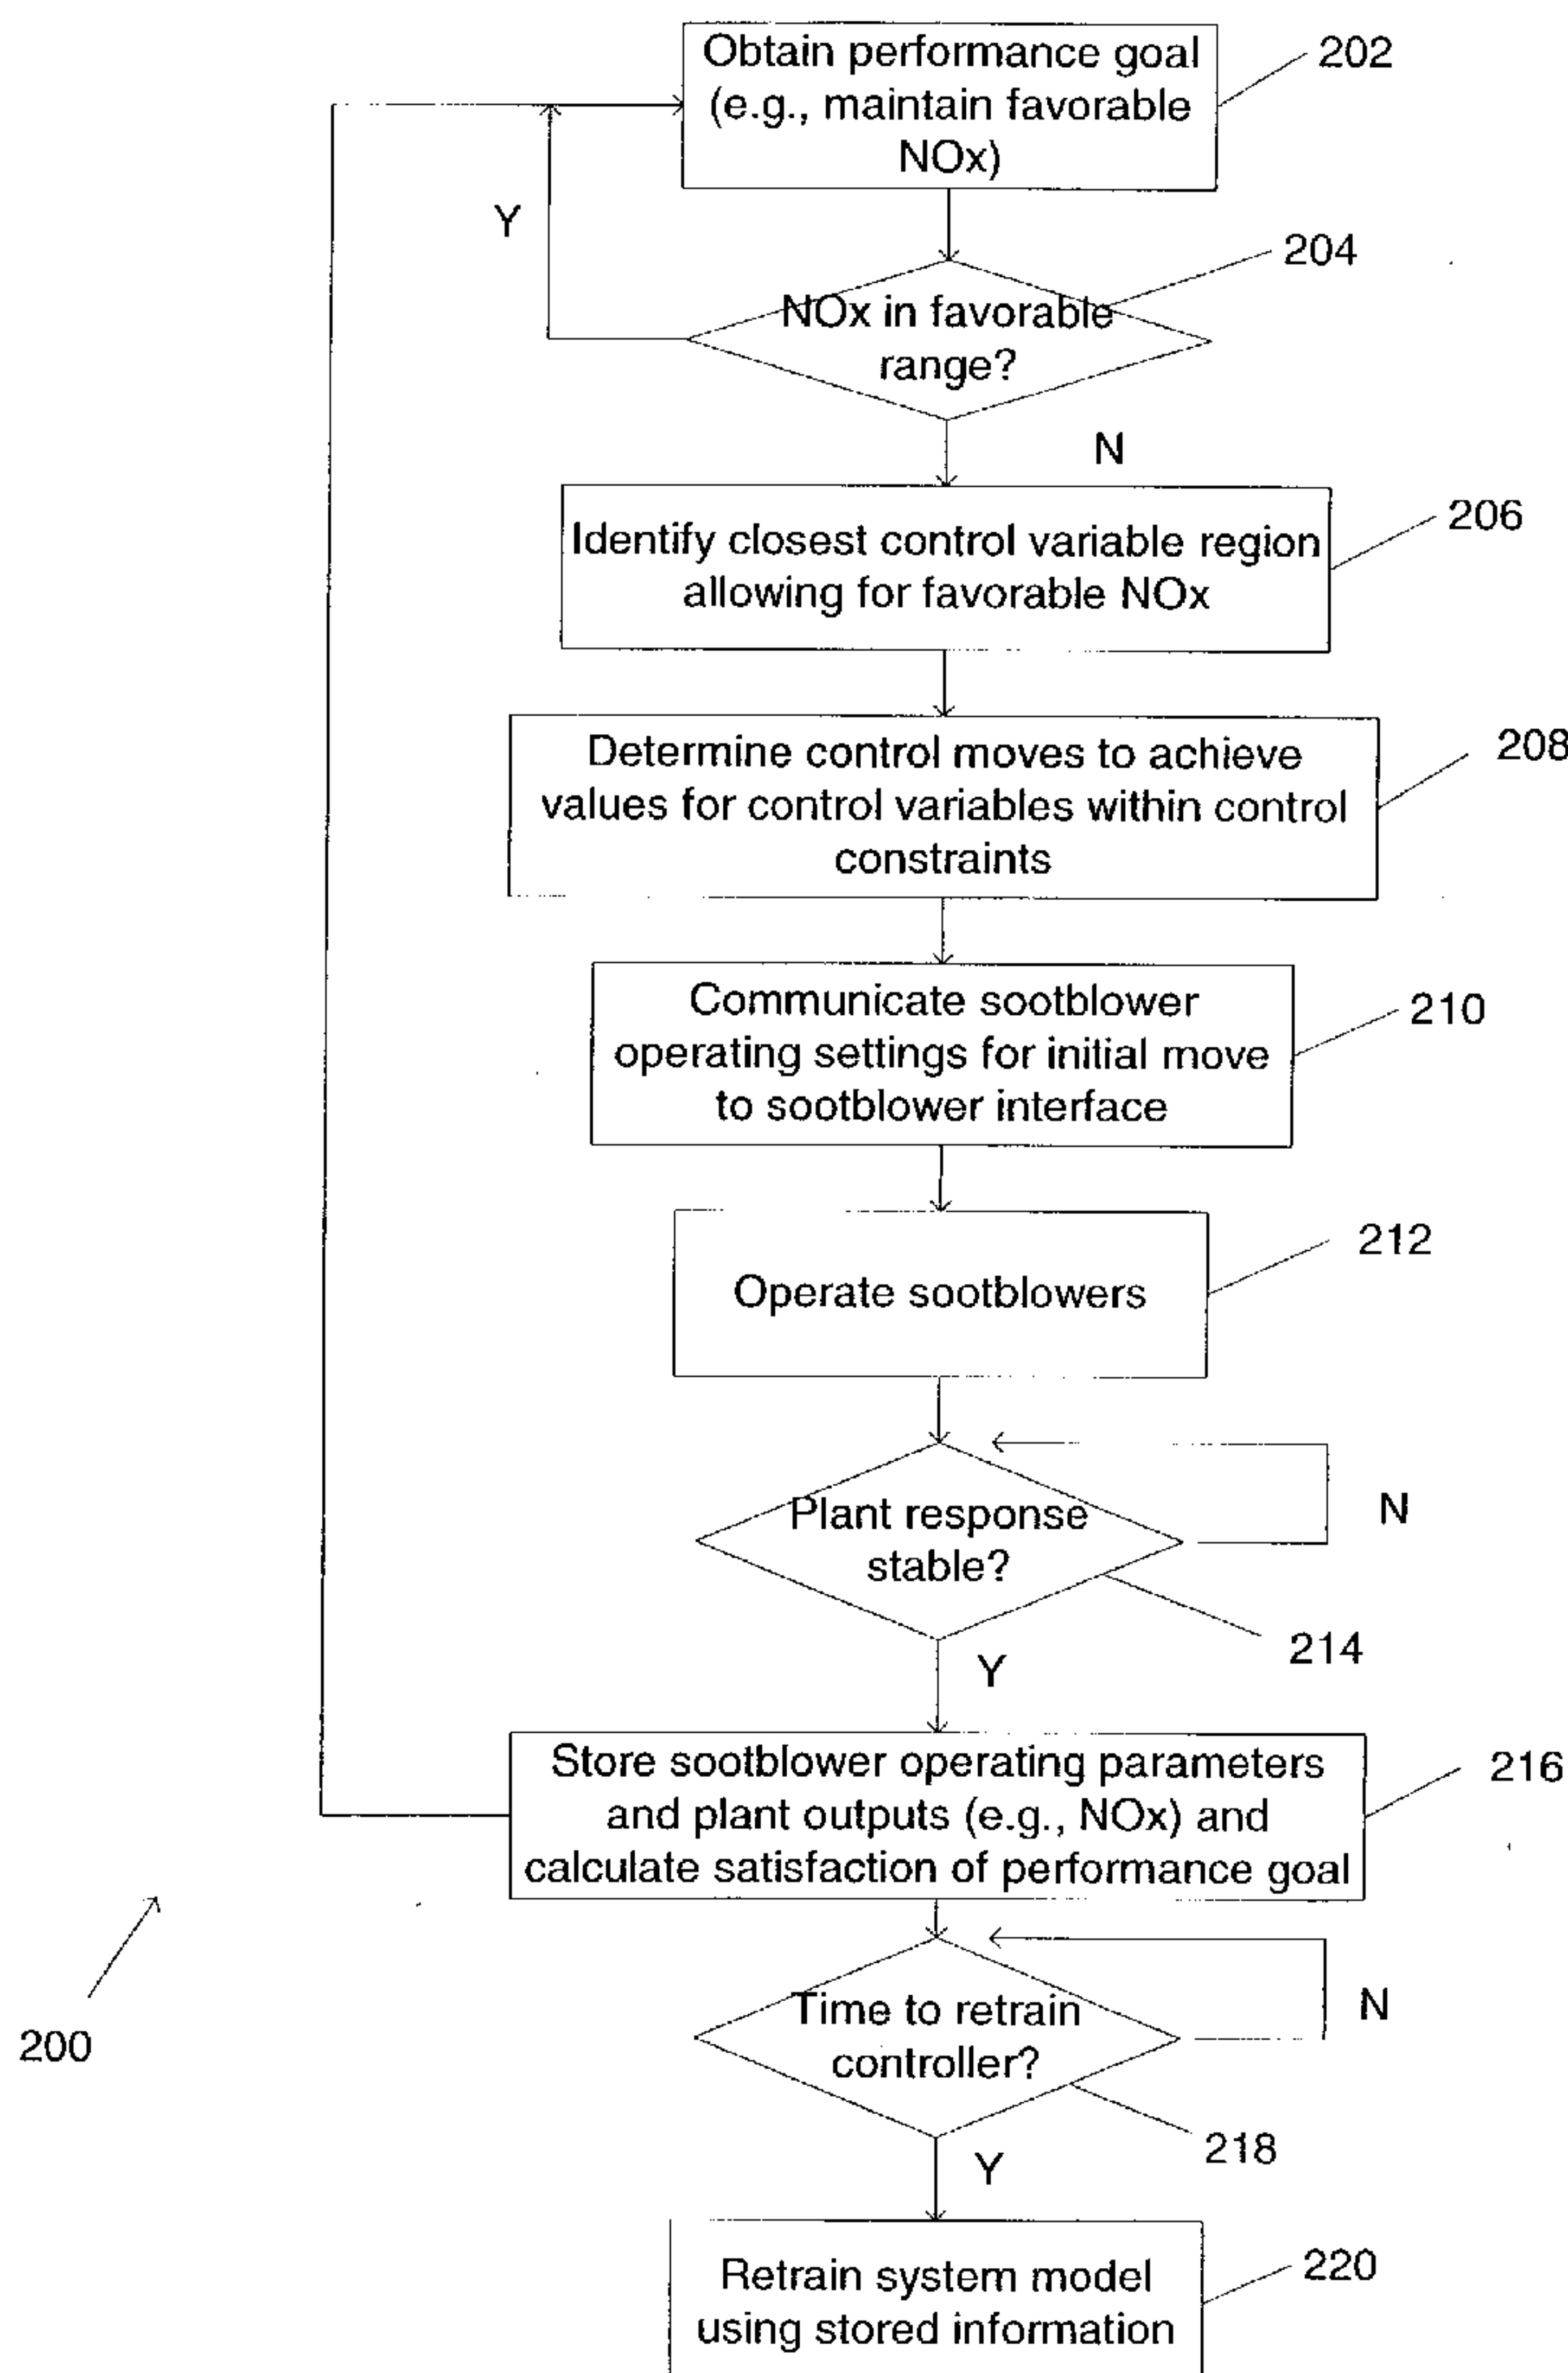 Obtain performance goal
(e.g., maintain favorable
NOx)
202
Y
204
NOx in favorable
range?
N
206
Identify closest control variable region
allowing for favorable NOx
208
Determine control moves to achieve
values for control variables within control
constraints
210
Communicate sootblower
operating settings for initial move
to sootblower interface
212
Operate sootblowers
N
Plant response
stable?
214
Y
216
Store sootblower operating parameters
and plant outputs (e.g., NOx) and
calculate satisfaction of performance goal
N
Time to retrain
controller?
200
218
Y
220
Retrain system model
using stored information